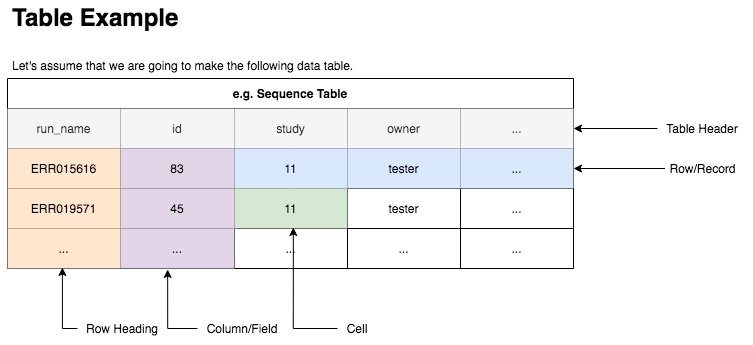 Table Example
Let's assume that we are going to make the following data table.
e.g. Sequence Table
run_name id study owner ... Table Header
ERR015616 83 11 tester ... Row/Record
ERR019571 45 11 tester ...
... ... ... ... ...
Row Heading Column/Field Cell